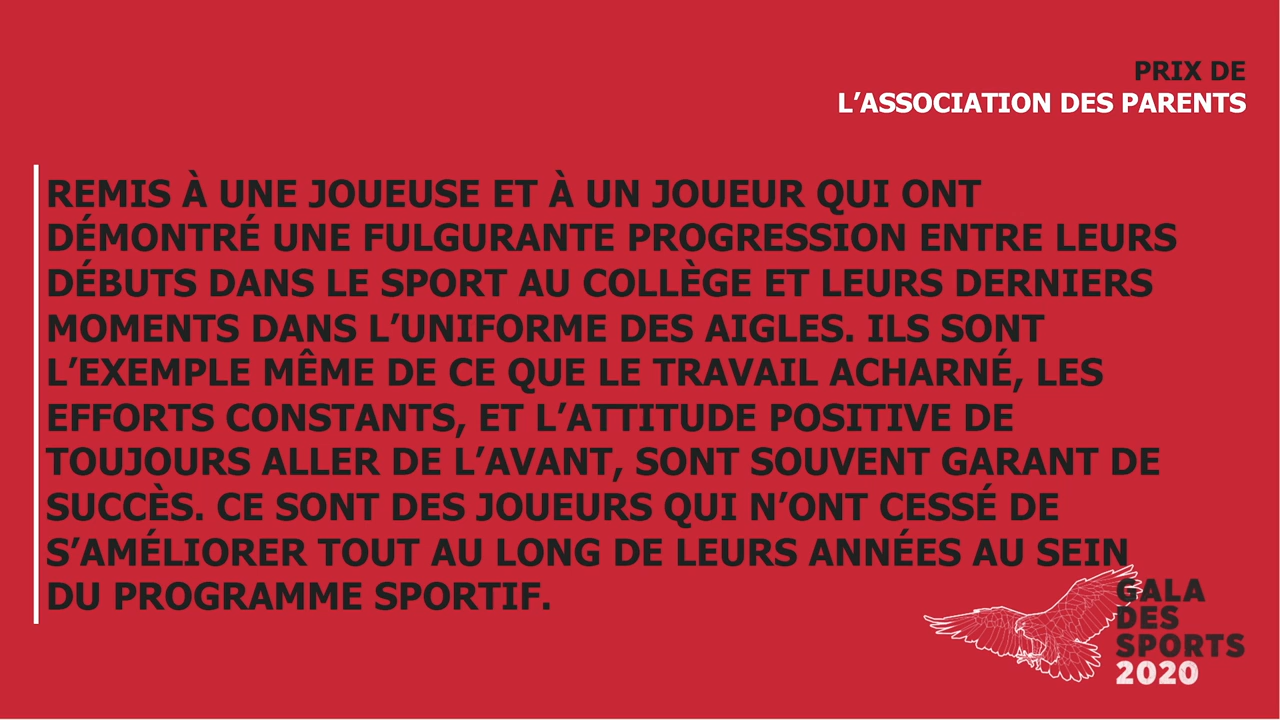 PRIX DE
L’ASSOCIATION DES PARENTS
REMIS À UNE JOUEUSE ET À UN JOUEUR QUI ONT
DÉMONTRÉ UNE FULGURANTE PROGRESSION ENTRE LEURS
DÉBUTS DANS LE SPORT AU COLLÈGE ET LEURS DERNIERS
MOMENTS DANS L’UNIFORME DES AIGLES. ILS SONT
L’EXEMPLE MÊME DE CE QUE LE TRAVAIL ACHARNÉ, LES
EFFORTS CONSTANTS, ET L’ATTITUDE POSITIVE DE
TOUJOURS ALLER DE L’AVANT, SONT SOUVENT GARANT DE
SUCCÈS. CE SONT DES JOUEURS QUI N’ONT CESSÉ DE
S’AMÉLIORER TOUT AU LONG DE LEURS ANNÉES AU SEIN
DU PROGRAMME SPORTIF.
GALA
DES
SPORTS
2020